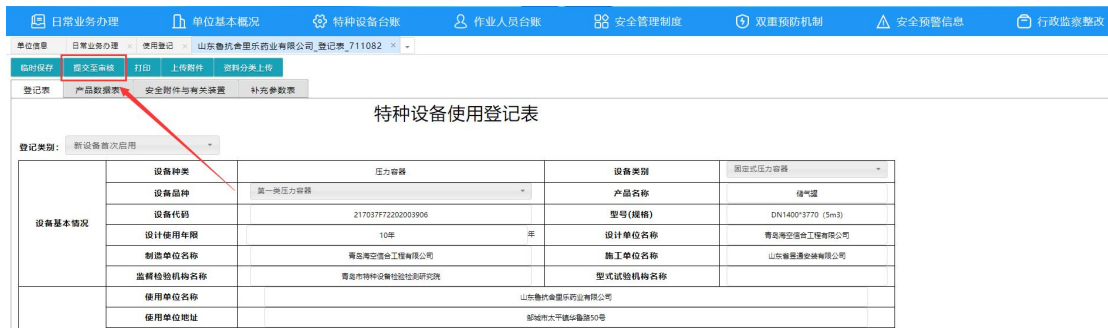 日常业务办理 单位基本概况 特种设备台账 作业人员台账 安全管理制度 双重预防机制 安全预警信息 行政监察整改
单位信息 日常业务办理 × 使用登记 × 山东鲁抗舍里乐药业有限公司_登记表_711082 ×
临时保存 提交至审核 打印 上传附件 资料分类上传
登记表 产品数据表 安全附件与有关装置 补充参数表
特种设备使用登记表
登记类别： 新设备首次启用
设备基本情况
设备种类 压力容器 设备类别 固定式压力容器
设备品种 第一类压力容器 产品名称 储气罐
设备代码 217037F72202003906 型号(规格) DN1400*3770 (5m3)
设计使用年限 10年 年 设计单位名称 青岛海空信合工程有限公司
制造单位名称 青岛海空信合工程有限公司 施工单位名称 山东省显通安装有限公司
监督检验机构名称 青岛市特种设备检验检测研究院 型式试验机构名称
使用单位名称 山东鲁抗舍里乐药业有限公司
使用单位地址 邹城市太平镇华鲁路50号